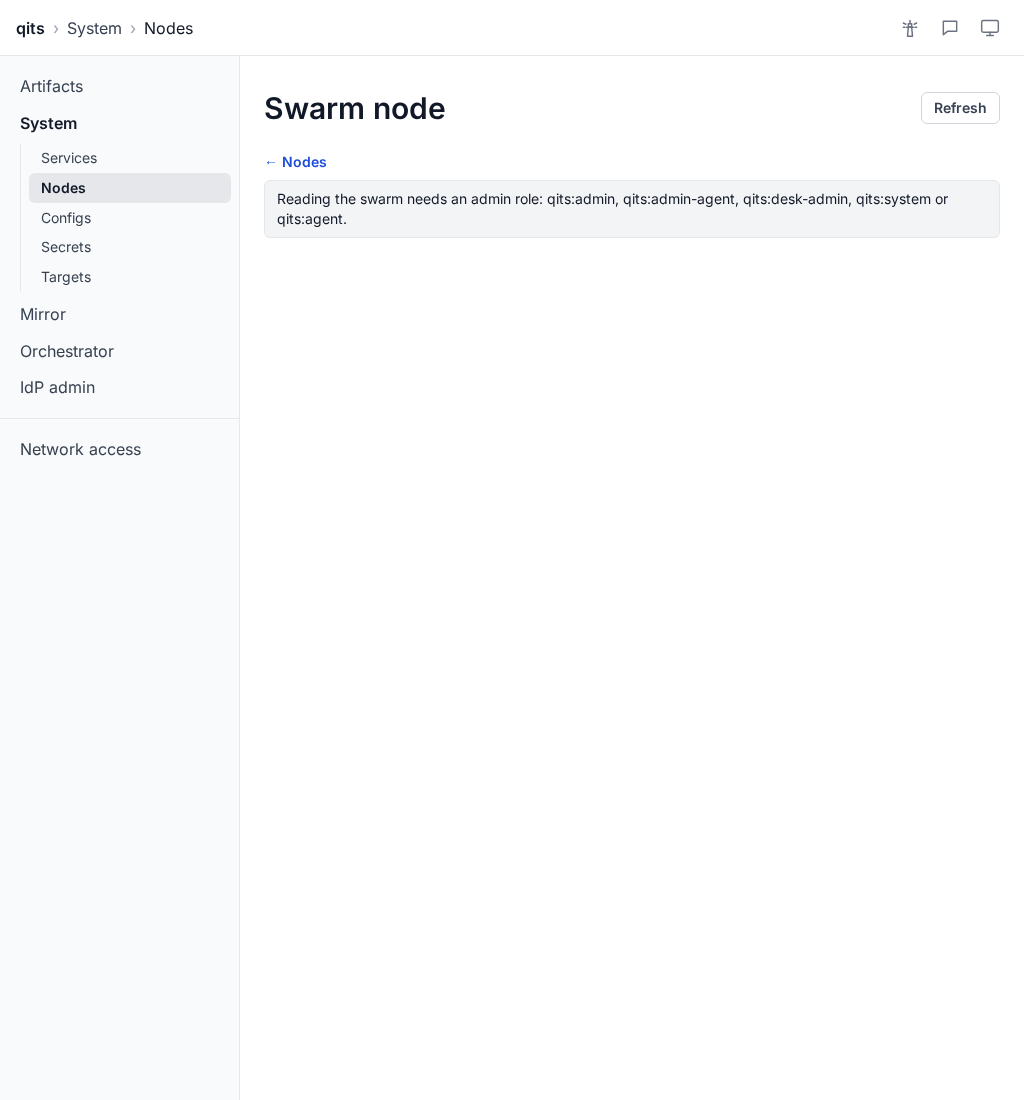 qits › System › Nodes
Artifacts
System
Services
Nodes
Configs
Secrets
Targets
Mirror
Orchestrator
IdP admin
Network access
Swarm node
Refresh
← Nodes
Reading the swarm needs an admin role: qits:admin, qits:admin-agent, qits:desk-admin, qits:system or
qits:agent.